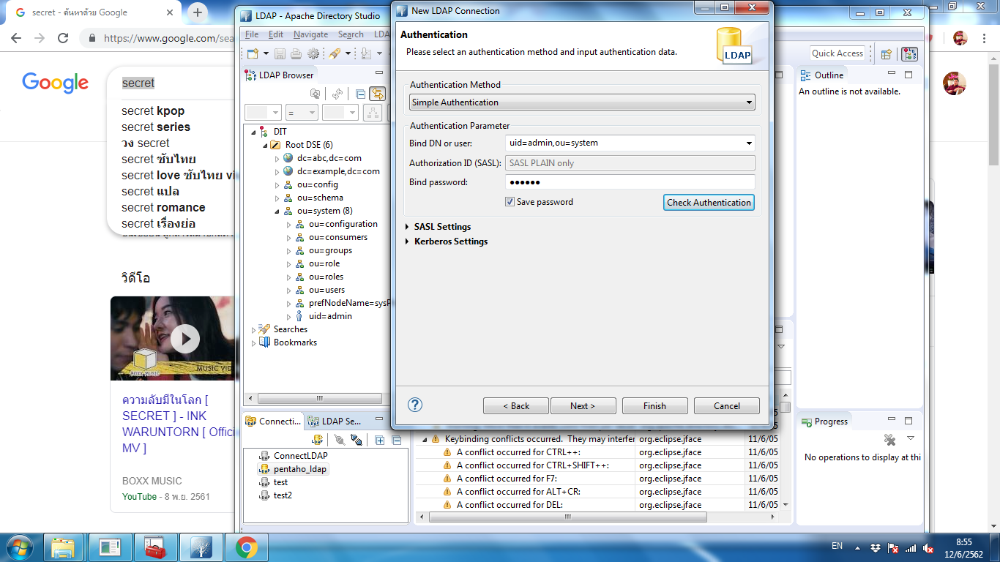 secret - ค้นหาด้วย Google
https://www.google.com/sea
Google
secret
secret kpop
secret series
วง secret
secret ซับไทย
secret love ซับไทย vi
secret แปล
secret romance
secret เรื่องย่อ
วิดีโอ
BOXX MUSIC
MUSIC VID
ความลับมีในโลก [
SECRET ] - INK
WARUNTORN [ Offici
MV ]
BOXX MUSIC
YouTube - 8 พ.ย. 2561
LDAP - Apache Directory Studio
File Edit Navigate Search LDA
Quick Access
LDAP Browser
=
DIT
Root DSE (6)
dc=abc,dc=com
dc=example,dc=com
ou=config
ou=schema
ou=system (8)
ou=configuration
ou=consumers
ou=groups
ou=role
ou=roles
ou=users
prefNodeName=sysP
uid=admin
Searches
Bookmarks
Connecti...
LDAP Se...
ConnectLDAP
pentaho_ldap
test
test2
New LDAP Connection
Authentication
Please select an authentication method and input authentication data.
LDAP
Authentication Method
Simple Authentication
Authentication Parameter
Bind DN or user: uid=admin,ou=system
Authorization ID (SASL): SASL PLAIN only
Bind password: ●●●●●●
Save password
Check Authentication
SASL Settings
Kerberos Settings
< Back Next > Finish Cancel
Outline
An outline is not available.
Keybinding conflicts occurred. They may interfer org.eclipse.jface 11/6/05
A conflict occurred for CTRL++: org.eclipse.jface 11/6/05
A conflict occurred for CTRL+SHIFT++: org.eclipse.jface 11/6/05
A conflict occurred for F7: org.eclipse.jface 11/6/05
A conflict occurred for ALT+CR: org.eclipse.jface 11/6/05
A conflict occurred for DEL: org.eclipse.jface 11/6/05
Progress
No operations to display at thi
EN
8:55
12/6/2562